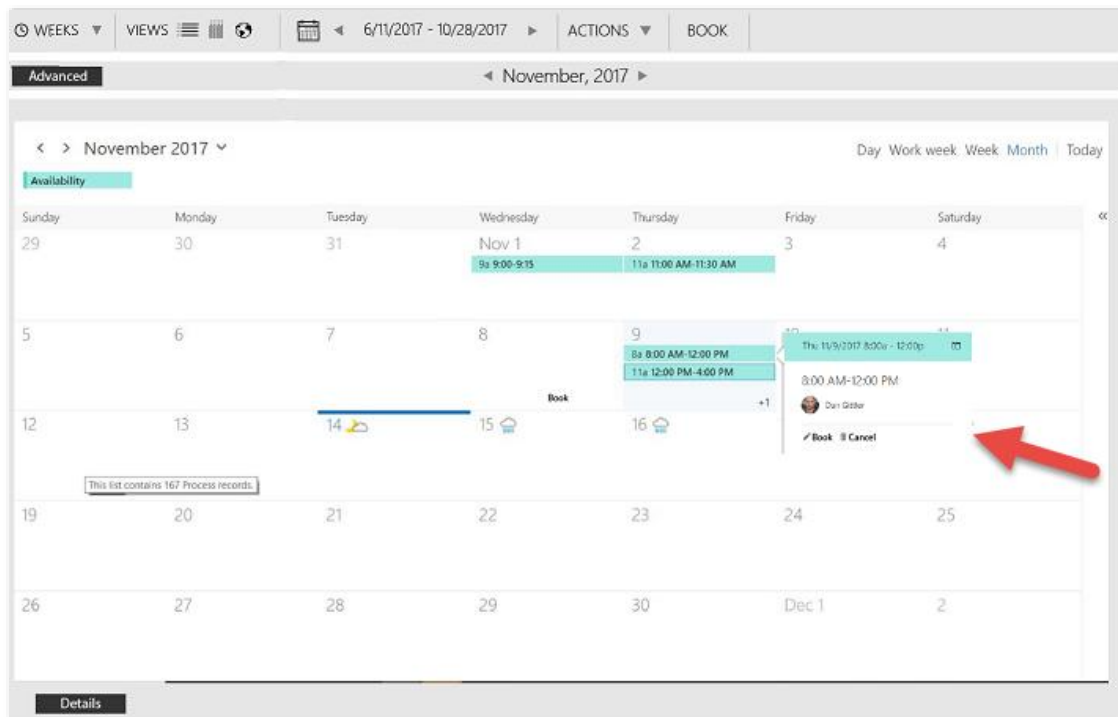 WEEKS VIEWS 6/11/2017 - 10/28/2017 ACTIONS BOOK
Advanced November, 2017
November 2017 Day Work week Week Month Today
Availability
Sunday Monday Tuesday Wednesday Thursday Friday Saturday
29 30 31 Nov 1 2 3 4
9a 9:00-9:15 11a 11:00 AM-11:30 AM
5 6 7 8 9
8a 8:00 AM-12:00 PM
11a 12:00 PM-4:00 PM
Thu 11/9/2017 8:00a - 12:00p
8:00 AM-12:00 PM
Book +1
Book Cancel
12 13 14 15 16
This list contains 167 Process records.
19 20 21 22 23 24 25
26 27 28 29 30 Dec 1 2
Details